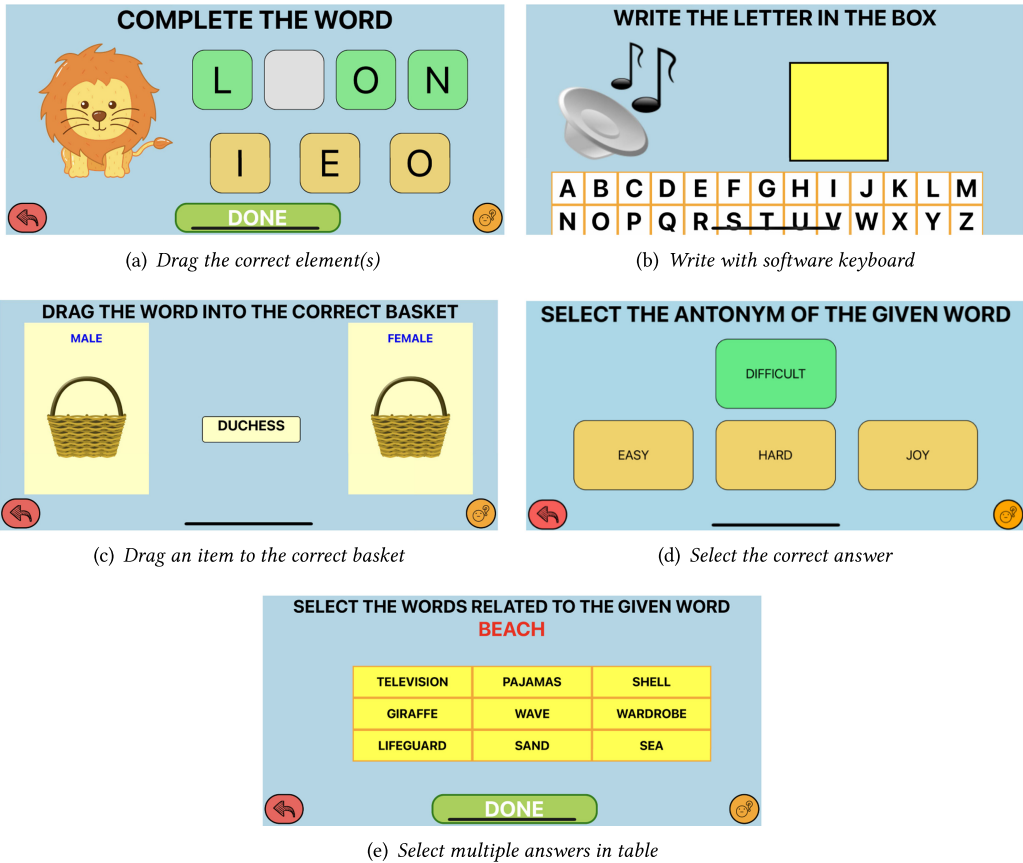 COMPLETE THE WORD
L O N
I E O
DONE
(a) Drag the correct element(s)
WRITE THE LETTER IN THE BOX
A B C D E F G H I J K L M
N O P Q R S T U V W X Y Z
(b) Write with software keyboard
DRAG THE WORD INTO THE CORRECT BASKET
MALE FEMALE
DUCHESS
(c) Drag an item to the correct basket
SELECT THE ANTONYM OF THE GIVEN WORD
DIFFICULT
EASY HARD JOY
(d) Select the correct answer
SELECT THE WORDS RELATED TO THE GIVEN WORD
BEACH
TELEVISION PAJAMAS SHELL
GIRAFFE WAVE WARDROBE
LIFEGUARD SAND SEA
DONE
(e) Select multiple answers in table